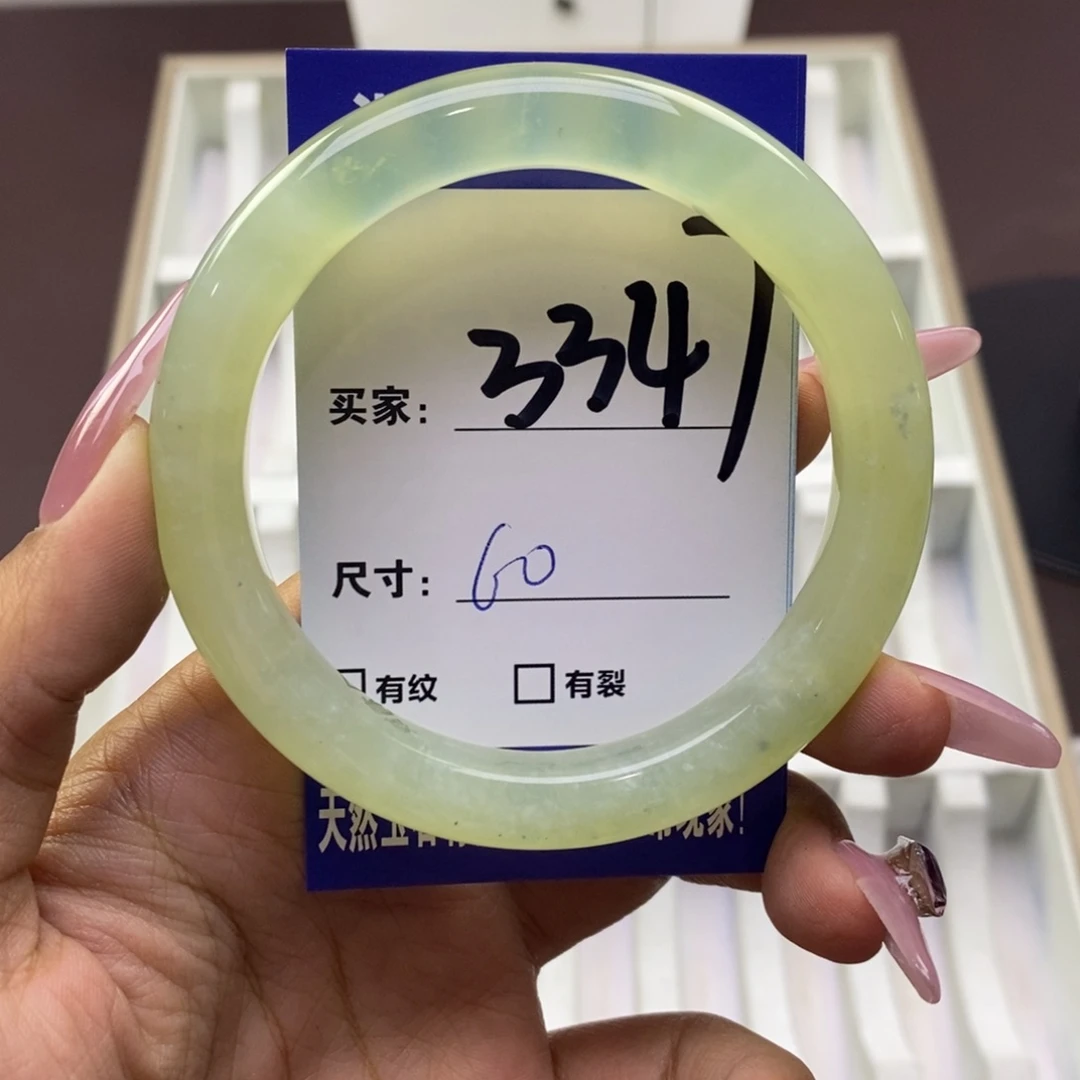 买家: 3347
尺寸: 60
□有纹 □有裂
天然